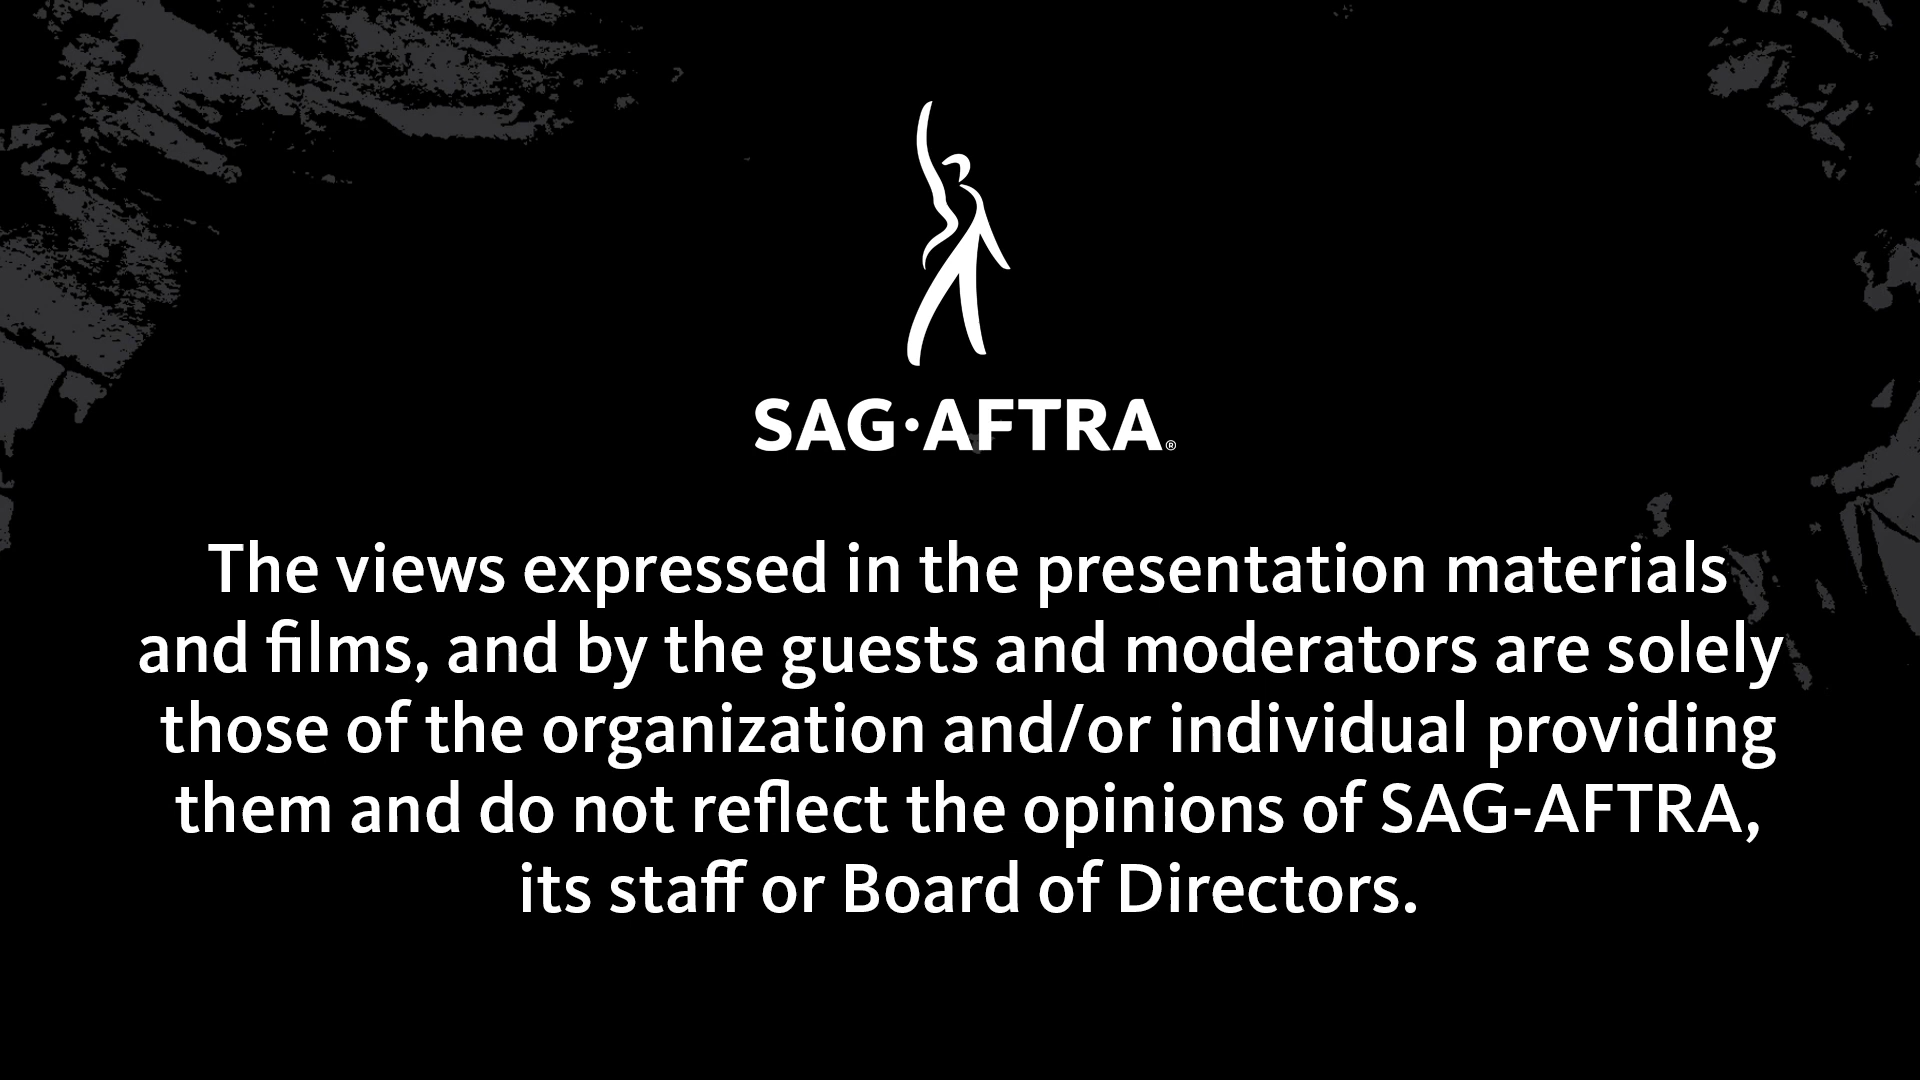 SAG·AFTRA®
The views expressed in the presentation materials
and films, and by the guests and moderators are solely
those of the organization and/or individual providing
them and do not reflect the opinions of SAG-AFTRA,
its staff or Board of Directors.